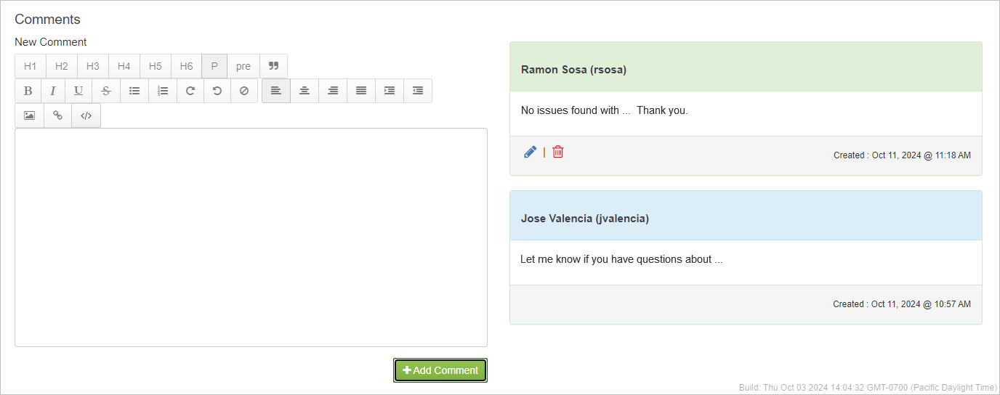 Comments
New Comment
H1 H2 H3 H4 H5 H6 P pre ”
B I U S
</>
Add Comment
Ramon Sosa (rsosa)
No issues found with ...  Thank you.
|
Created : Oct 11, 2024 @ 11:18 AM
Jose Valencia (jvalencia)
Let me know if you have questions about ...
Created : Oct 11, 2024 @ 10:57 AM
Build: Thu Oct 03 2024 14:04:32 GMT-0700 (Pacific Daylight Time)